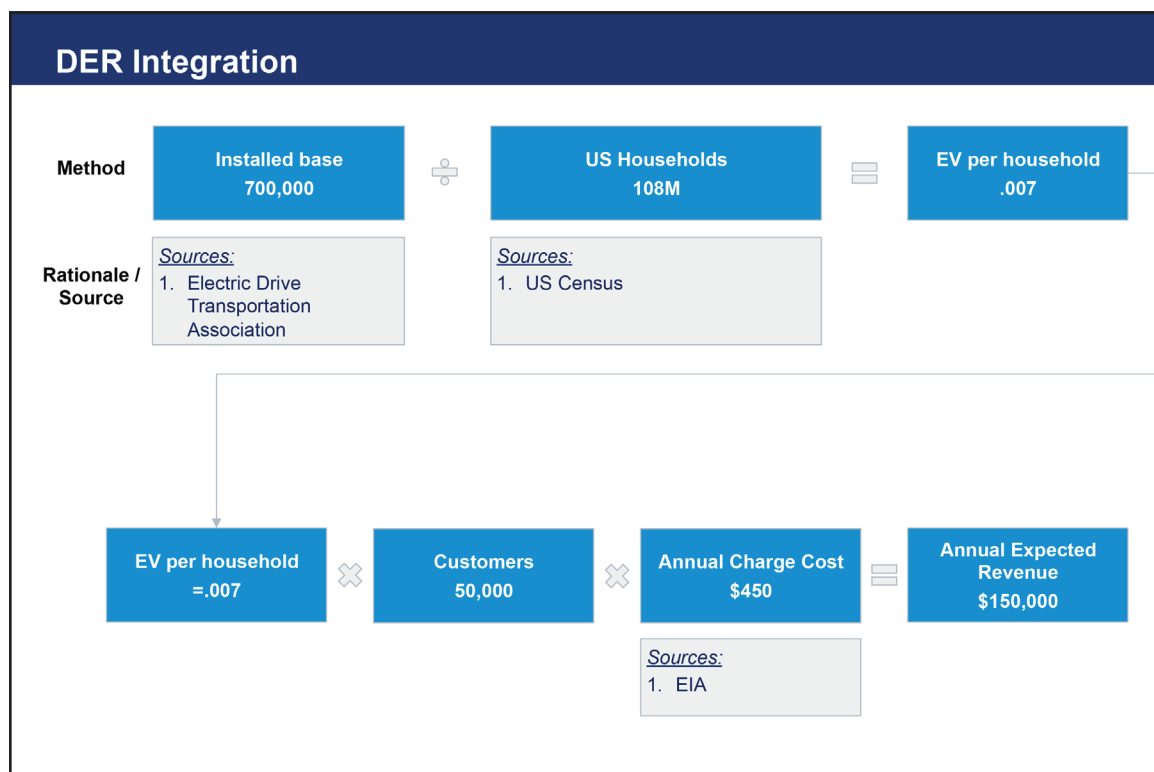 DER Integration
Method
Installed base
700,000
÷
US Households
108M
=
EV per household
.007
Rationale /
Source
Sources:
1. Electric Drive
Transportation
Association
Sources:
1. US Census
EV per household
=.007
×
Customers
50,000
×
Annual Charge Cost
$450
=
Annual Expected
Revenue
$150,000
Sources:
1. EIA